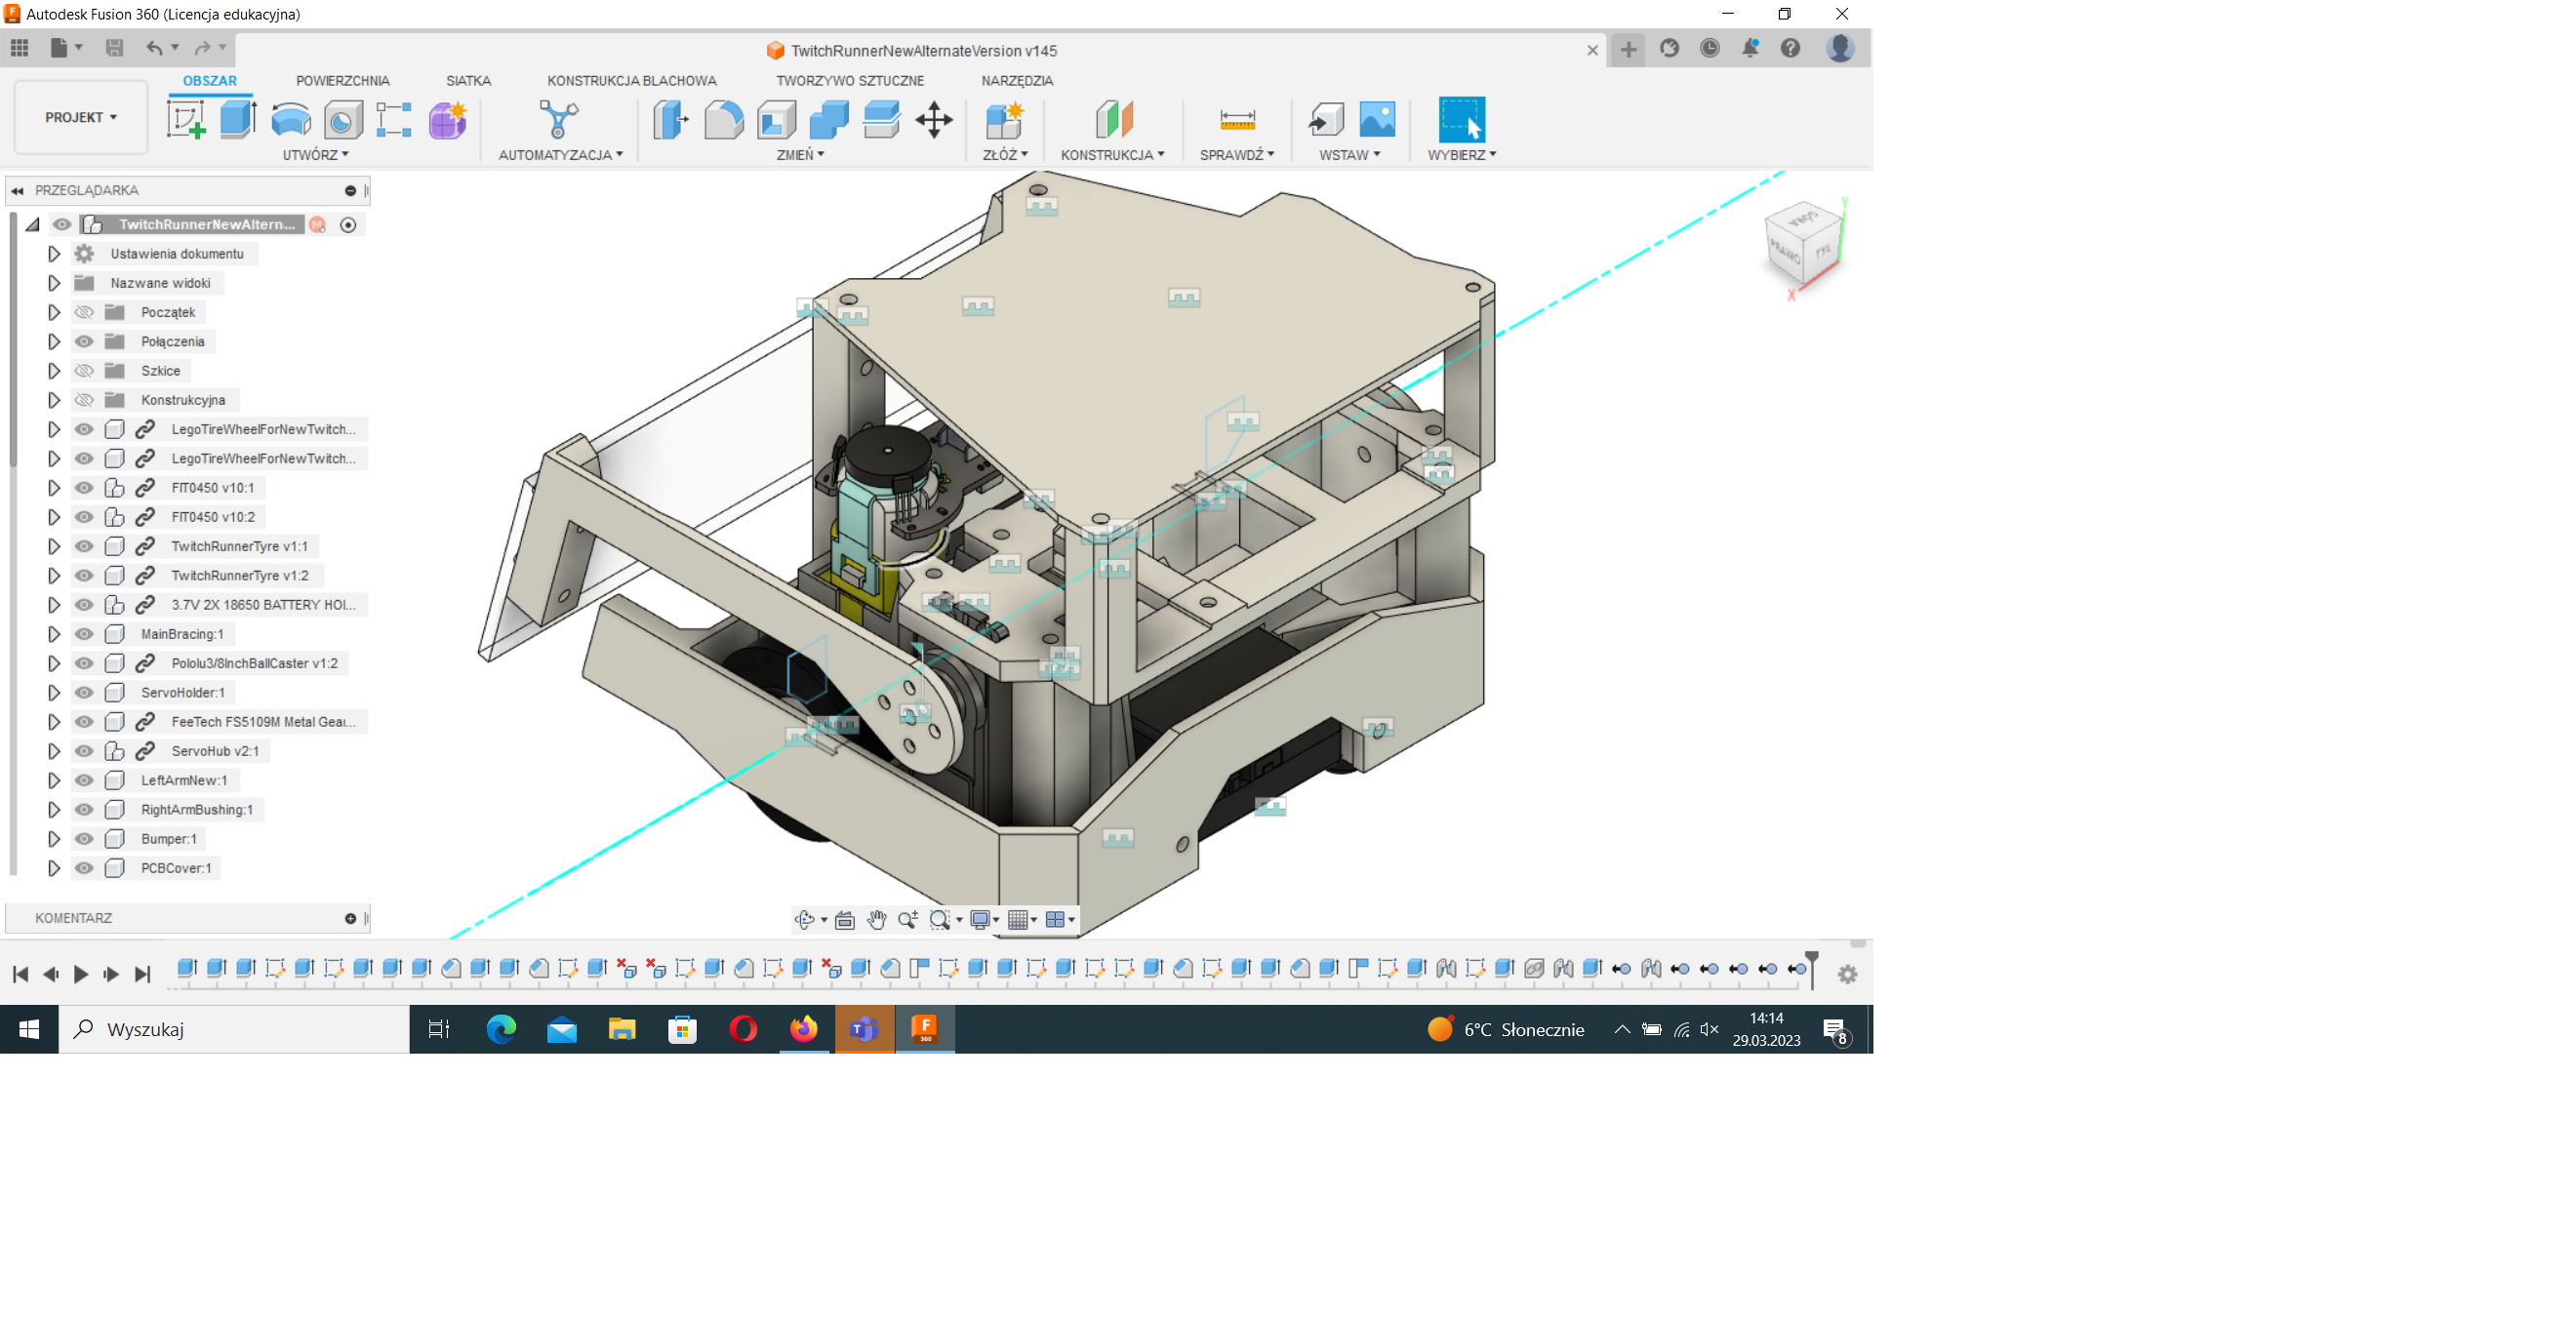 Autodesk Fusion 360 (Licencja edukacyjna)
TwitchRunnerNewAlternateVersion v145
OBSZAR POWIERZCHNIA SIATKA KONSTRUKCJA BLACHOWA TWORZYWO SZTUCZNE NARZĘDZIA
PROJEKT
UTWÓRZ AUTOMATYZACJA ZMIEŃ ZŁÓŻ KONSTRUKCJA SPRAWDŹ WSTAW WYBIERZ
PRZEGLĄDARKA
TwitchRunnerNewAltern...
Ustawienia dokumentu
Nazwane widoki
Początek
Połączenia
Szkice
Konstrukcyjna
LegoTireWheelForNewTwitch...
LegoTireWheelForNewTwitch...
FIT0450 v10:1
FIT0450 v10:2
TwitchRunnerTyre v1:1
TwitchRunnerTyre v1:2
3.7V 2X 18650 BATTERY HOl...
MainBracing:1
Pololu3/8InchBallCaster v1:2
ServoHolder:1
FeeTech FS5109M Metal Gear...
ServoHub v2:1
LeftArmNew:1
RightArmBushing:1
Bumper:1
PCBCover:1
KOMENTARZ
Y
PRAWO
TYŁ
X
Wyszukaj
6°C Słonecznie
14:14
29.03.2023
8